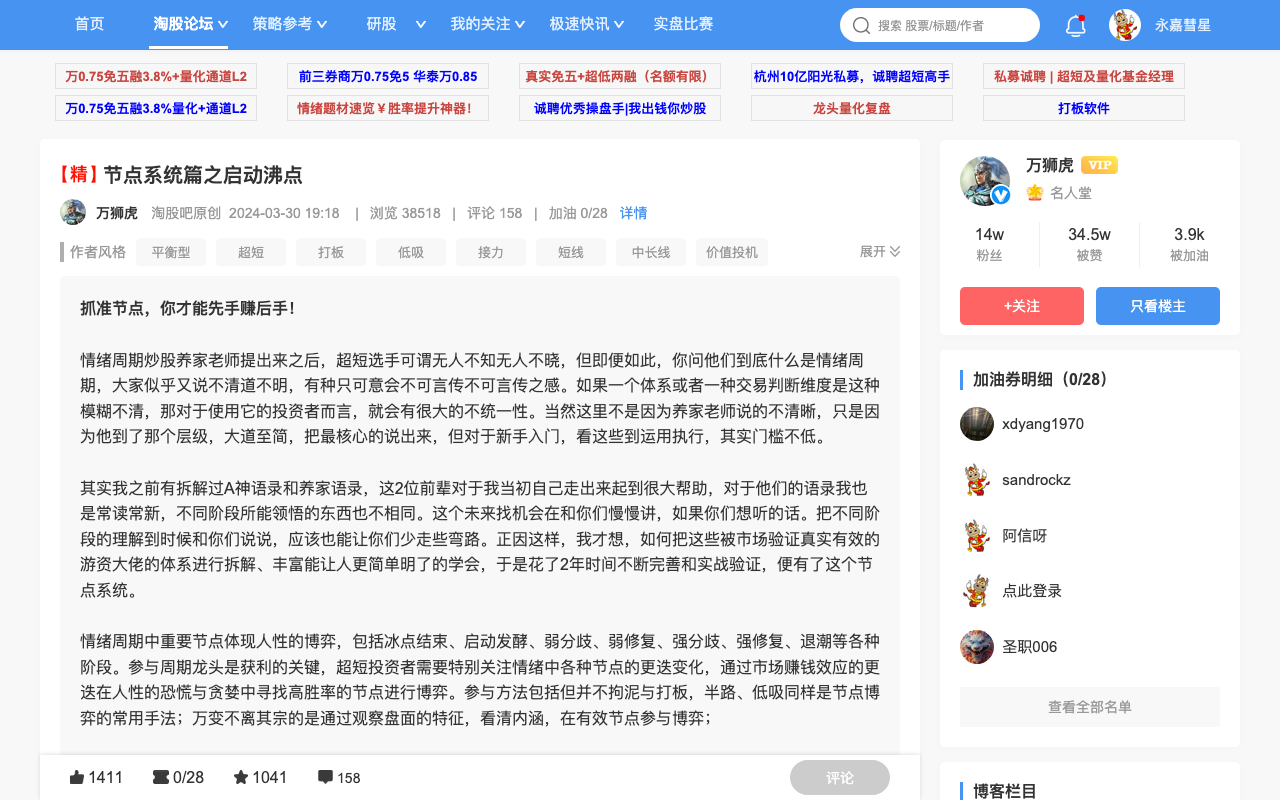 首页
淘股论坛
策略参考
研股
我的关注
极速快讯
实盘比赛
搜索 股票/标题/作者
永嘉彗星
万0.75免五融3.8%+量化通道L2
前三券商万0.75免5 华泰万0.85
真实免五+超低两融（名额有限）
杭州10亿阳光私募，诚聘超短高手
私募诚聘 | 超短及量化基金经理
万0.75免五融3.8%量化+通道L2
情绪题材速览￥胜率提升神器！
诚聘优秀操盘手|我出钱你炒股
龙头量化复盘
打板软件
【精】节点系统篇之启动沸点
万狮虎 淘股吧原创 2024-03-30 19:18 | 浏览 38518 | 评论 158 | 加油 0/28 详情
作者风格 平衡型 超短 打板 低吸 接力 短线 中长线 价值投机 展开
抓准节点，你才能先手赚后手！
情绪周期炒股养家老师提出来之后，超短选手可谓无人不知无人不晓，但即便如此，你问他们到底什么是情绪周
期，大家似乎又说不清道不明，有种只可意会不可言传不可言传之感。如果一个体系或者一种交易判断维度是这种
模糊不清，那对于使用它的投资者而言，就会有很大的不统一性。当然这里不是因为养家老师说的不清晰，只是因
为他到了那个层级，大道至简，把最核心的说出来，但对于新手入门，看这些到运用执行，其实门槛不低。
其实我之前有拆解过A神语录和养家语录，这2位前辈对于我当初自己走出来起到很大帮助，对于他们的语录我也
是常读常新，不同阶段所能领悟的东西也不相同。这个未来找机会在和你们慢慢讲，如果你们想听的话。把不同阶
段的理解到时候和你们说说，应该也能让你们少走些弯路。正因这样，我才想，如何把这些被市场验证真实有效的
游资大佬的体系进行拆解、丰富能让人更简单明了的学会，于是花了2年时间不断完善和实战验证，便有了这个节
点系统。
情绪周期中重要节点体现人性的博弈，包括冰点结束、启动发酵、弱分歧、弱修复、强分歧、强修复、退潮等各种
阶段。参与周期龙头是获利的关键，超短投资者需要特别关注情绪中各种节点的更迭变化，通过市场赚钱效应的更
迭在人性的恐慌与贪婪中寻找高胜率的节点进行博弈。参与方法包括但并不拘泥与打板，半路、低吸同样是节点博
弈的常用手法；万变不离其宗的是通过观察盘面的特征，看清内涵，在有效节点参与博弈；
1411 0/28 1041 158 评论
万狮虎 VIP
名人堂
14w 34.5w 3.9k
粉丝 被赞 被加油
+关注 只看楼主
加油券明细（0/28）
xdyang1970
sandrockz
阿信呀
点此登录
圣职006
查看全部名单
博客栏目